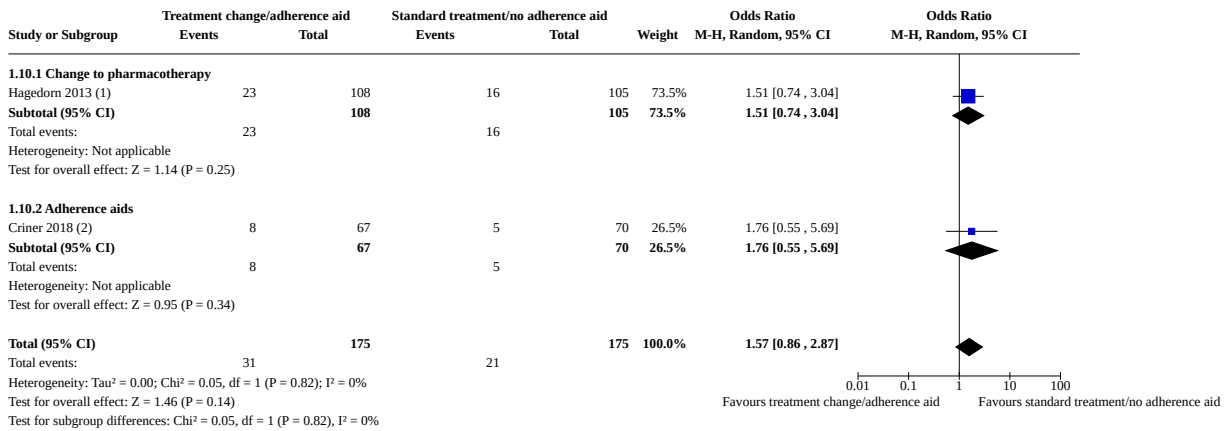 Treatment change/adherence aid Standard treatment/no adherence aid Odds Ratio Odds Ratio
Study or Subgroup Events Total Events Total Weight M-H, Random, 95% CI M-H, Random, 95% CI
1.10.1 Change to pharmacotherapy
Hagedorn 2013 (1) 23 108 16 105 73.5% 1.51 [0.74 , 3.04]
Subtotal (95% CI) 108 105 73.5% 1.51 [0.74 , 3.04]
Total events: 23 16
Heterogeneity: Not applicable
Test for overall effect: Z = 1.14 (P = 0.25)
1.10.2 Adherence aids
Criner 2018 (2) 8 67 5 70 26.5% 1.76 [0.55 , 5.69]
Subtotal (95% CI) 67 70 26.5% 1.76 [0.55 , 5.69]
Total events: 8 5
Heterogeneity: Not applicable
Test for overall effect: Z = 0.95 (P = 0.34)
Total (95% CI) 175 175 100.0% 1.57 [0.86 , 2.87]
Total events: 31 21
Heterogeneity: Tau² = 0.00; Chi² = 0.05, df = 1 (P = 0.82); I² = 0%
0.01 0.1 1 10 100
Test for overall effect: Z = 1.46 (P = 0.14) Favours treatment change/adherence aid Favours standard treatment/no adherence aid
Test for subgroup differences: Chi² = 0.05, df = 1 (P = 0.82), I² = 0%